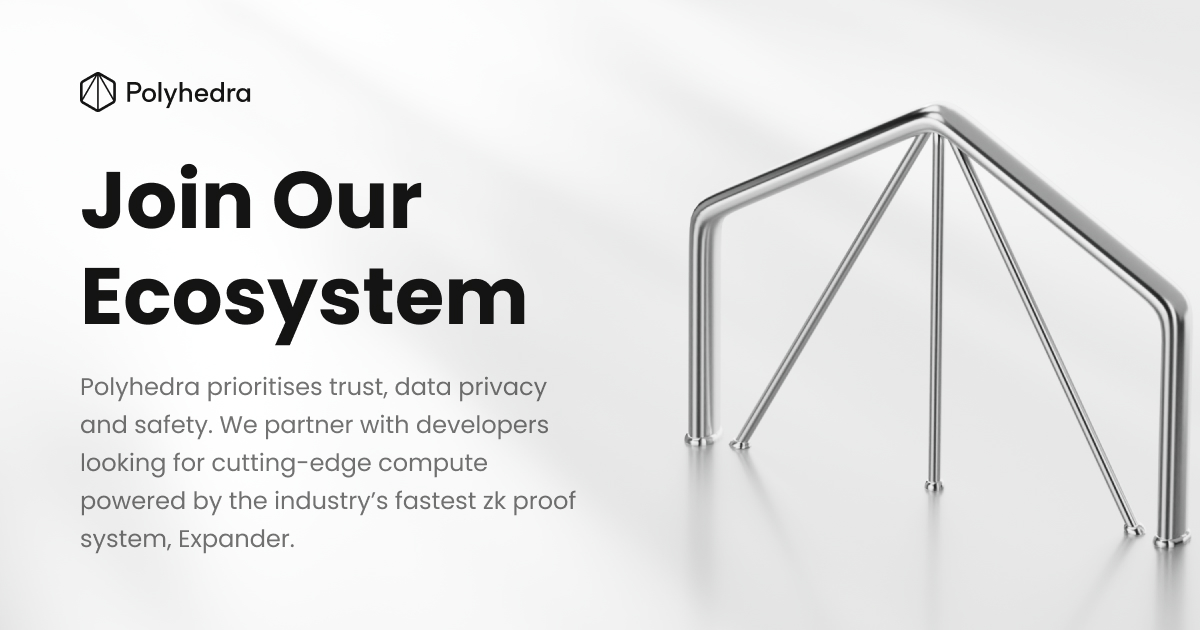 Polyhedra
Join Our
Ecosystem
Polyhedra prioritises trust, data privacy
and safety. We partner with developers
looking for cutting-edge compute
powered by the industry’s fastest zk proof
system, Expander.